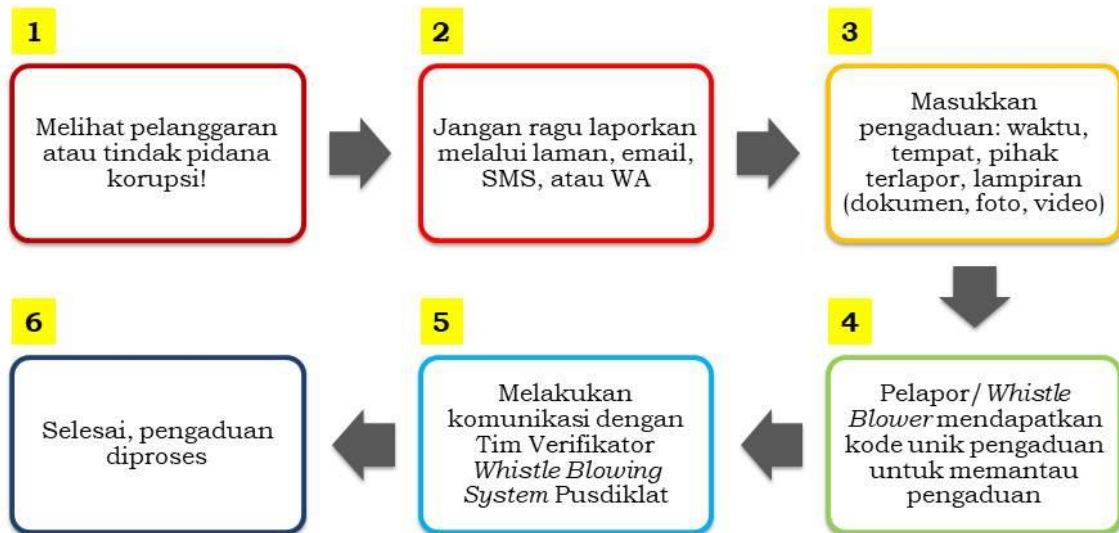 1
Melihat pelanggaran
atau tindak pidana
korupsi!
2
Jangan ragu laporkan
melalui laman, email,
SMS, atau WA
3
Masukkan
pengaduan: waktu,
tempat, pihak
terlapor, lampiran
(dokumen, foto, video)
4
Pelapor/Whistle
Blower mendapatkan
kode unik pengaduan
untuk memantau
pengaduan
5
Melakukan
komunikasi dengan
Tim Verifikator
Whistle Blowing
System Pusdiklat
6
Selesai, pengaduan
diproses